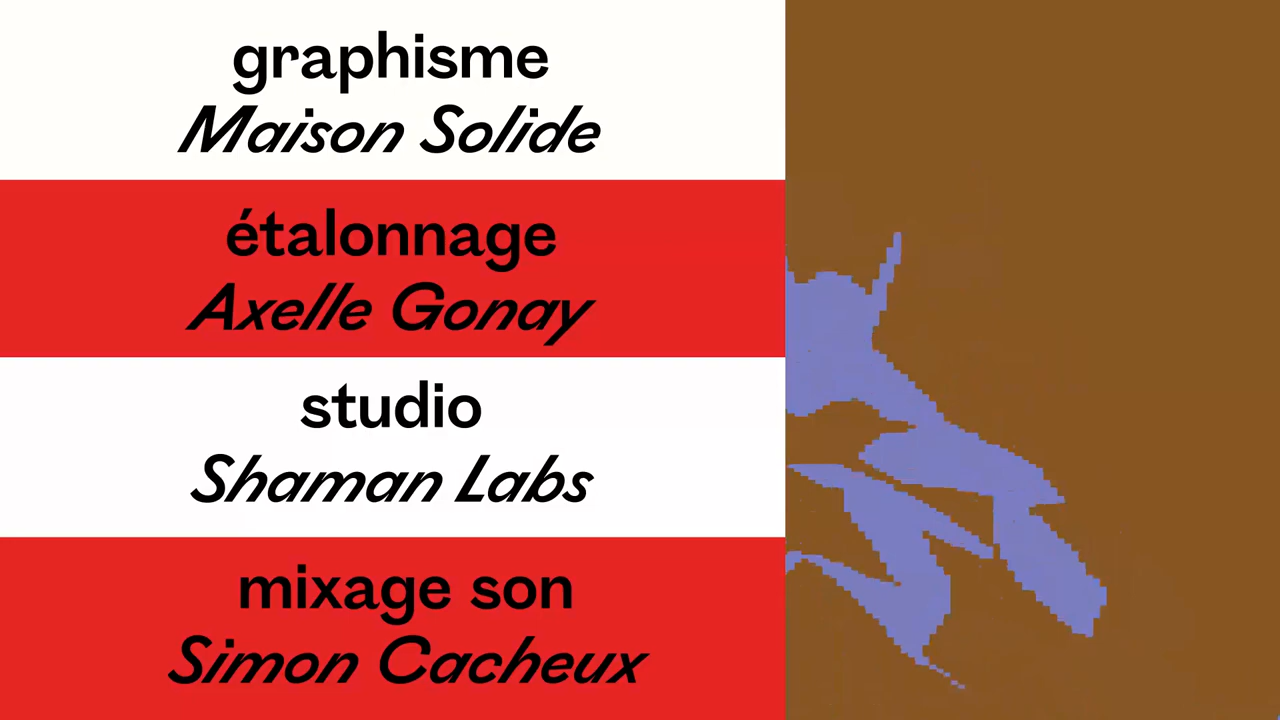 graphisme
Maison Solide
étalonnage
Axelle Gonay
studio
Shaman Labs
mixage son
Simon Cacheux